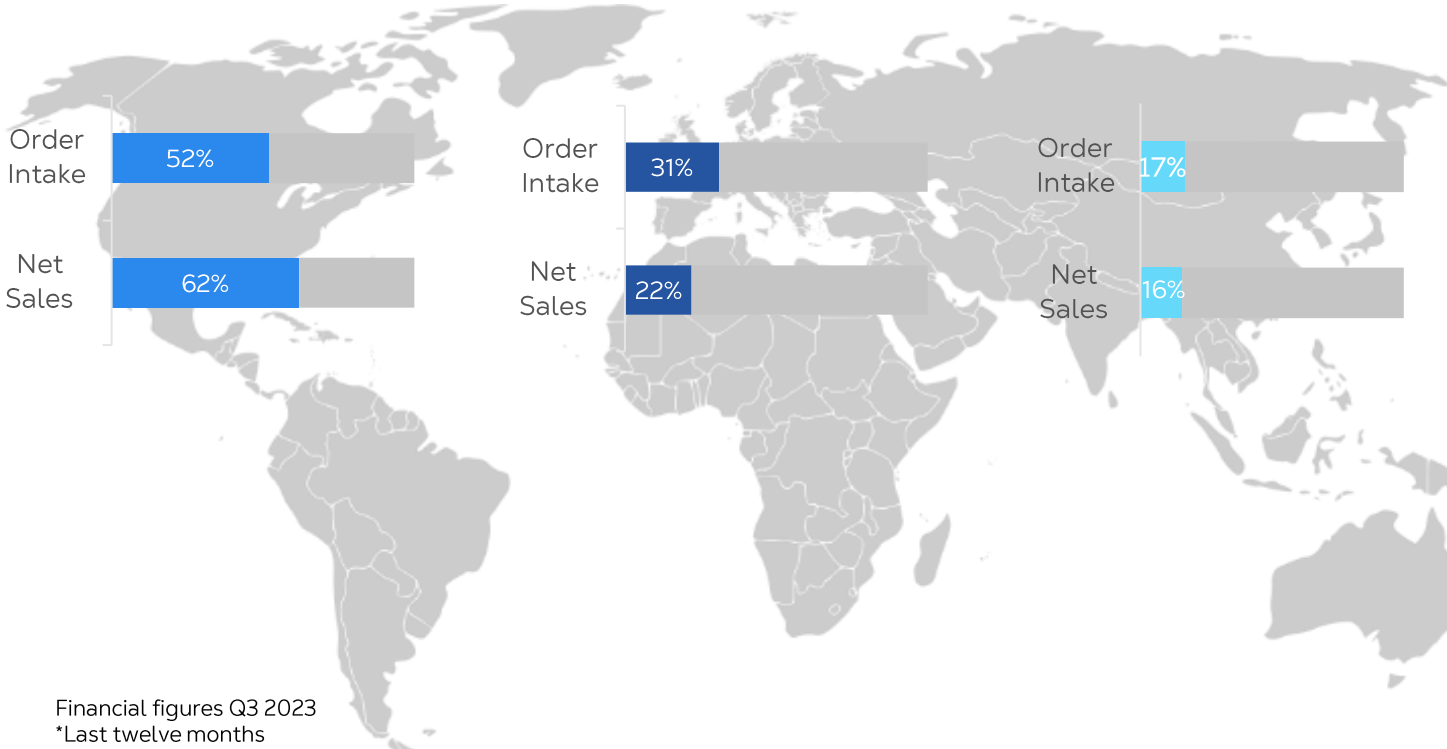 Order
Intake
52%
Net
Sales
62%
Order
Intake
31%
Net
Sales
22%
Order
Intake
17%
Net
Sales
16%
Financial figures Q3 2023
*Last twelve months